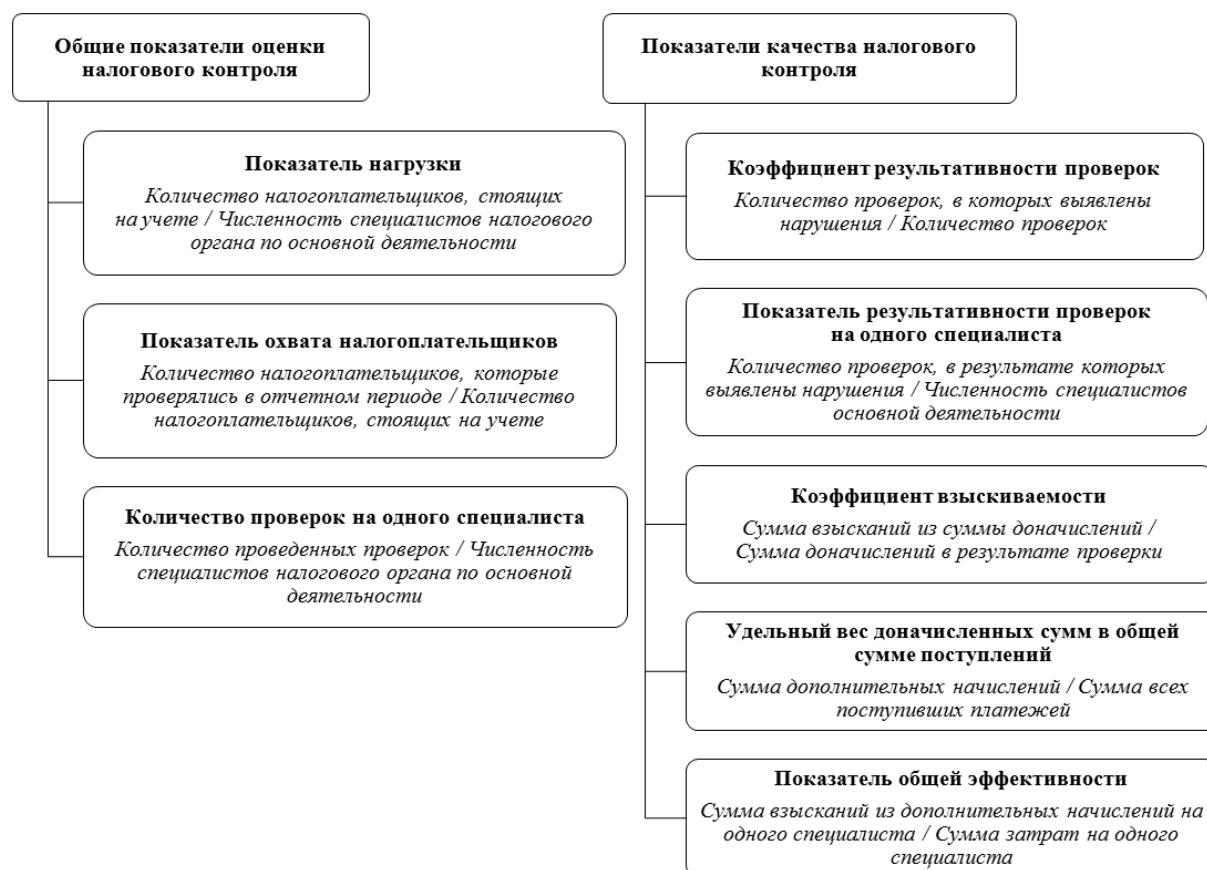 Общие показатели оценки
налогового контроля
Показатель нагрузки
Количество налогоплательщиков, стоящих
на учете / Численность специалистов налогового
органа по основной деятельности
Показатель охвата налогоплательщиков
Количество налогоплательщиков, которые
проверялись в отчетном периоде / Количество
налогоплательщиков, стоящих на учете
Количество проверок на одного специалиста
Количество проведенных проверок / Численность
специалистов налогового органа по основной
деятельности
Показатели качества налогового
контроля
Коэффициент результативности проверок
Количество проверок, в которых выявлены
нарушения / Количество проверок
Показатель результативности проверок
на одного специалиста
Количество проверок, в результате которых
выявлены нарушения / Численность специалистов
основной деятельности
Коэффициент взыскиваемости
Сумма взысканий из суммы доначислений /
Сумма доначислений в результате проверки
Удельный вес доначисленных сумм в общей
сумме поступлений
Сумма дополнительных начислений / Сумма всех
поступивших платежей
Показатель общей эффективности
Сумма взысканий из дополнительных начислений на
одного специалиста / Сумма затрат на одного
специалиста